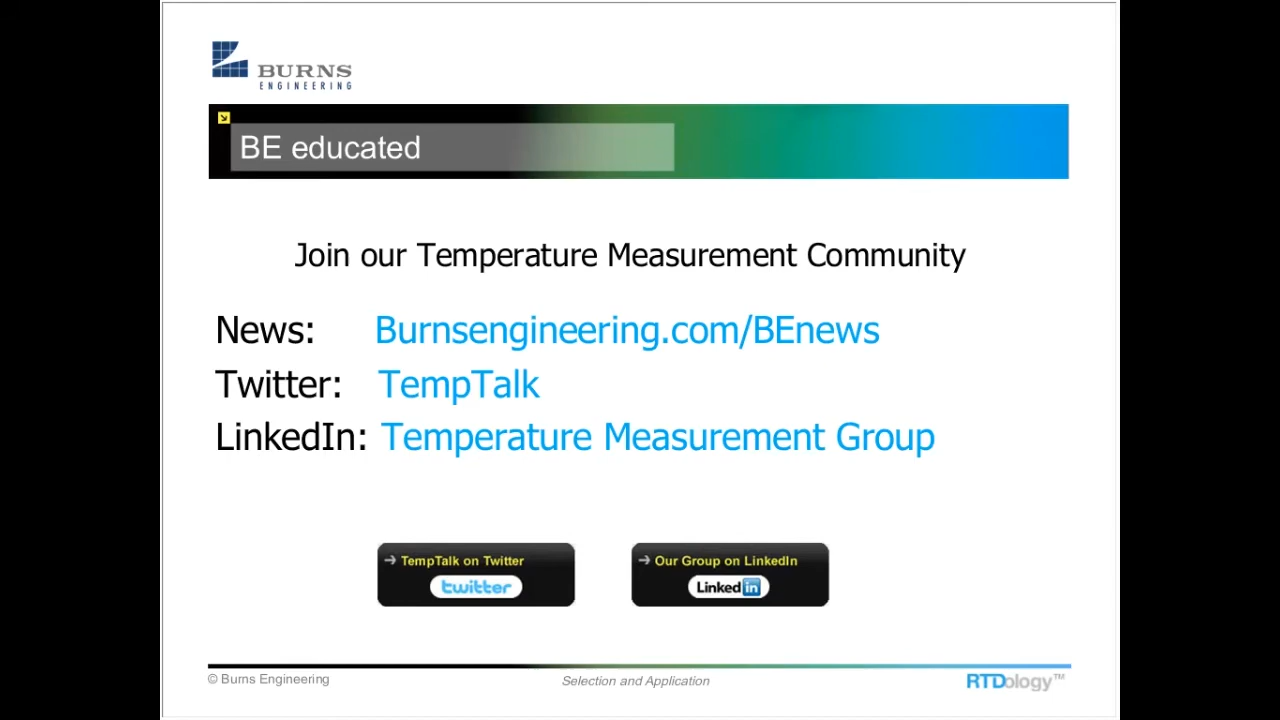 BURNS
ENGINEERING
BE educated
Join our Temperature Measurement Community
News: Burnsengineering.com/BEnews
Twitter: TempTalk
LinkedIn: Temperature Measurement Group
TempTalk on Twitter
twitter
Our Group on LinkedIn
Linked in
© Burns Engineering
Selection and Application
RTDology™